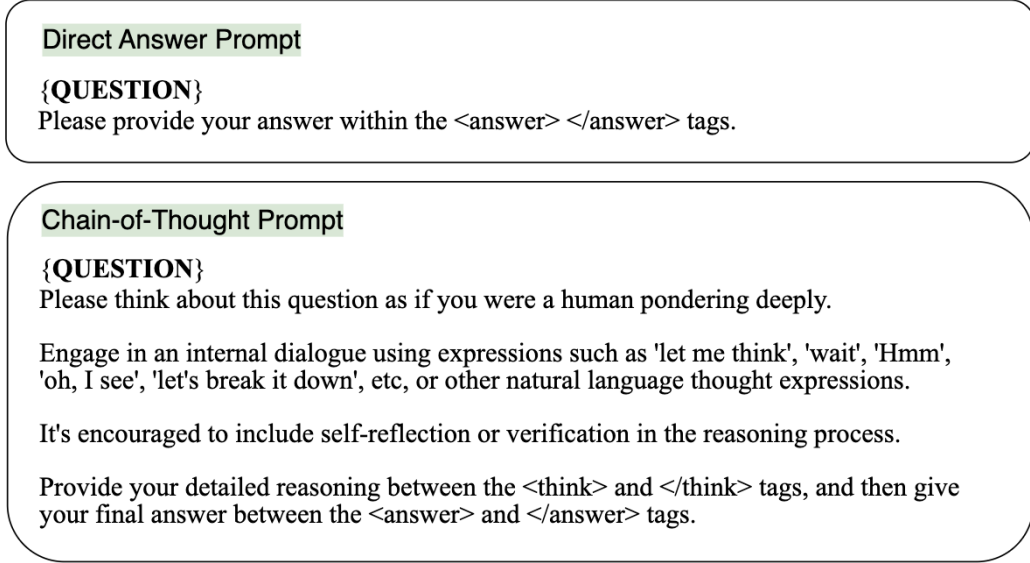 Direct Answer Prompt
{QUESTION}
Please provide your answer within the <answer> </answer> tags.
Chain-of-Thought Prompt
{QUESTION}
Please think about this question as if you were a human pondering deeply.
Engage in an internal dialogue using expressions such as 'let me think', 'wait', 'Hmm',
'oh, I see', 'let's break it down', etc, or other natural language thought expressions.
It's encouraged to include self-reflection or verification in the reasoning process.
Provide your detailed reasoning between the <think> and </think> tags, and then give
your final answer between the <answer> and </answer> tags.